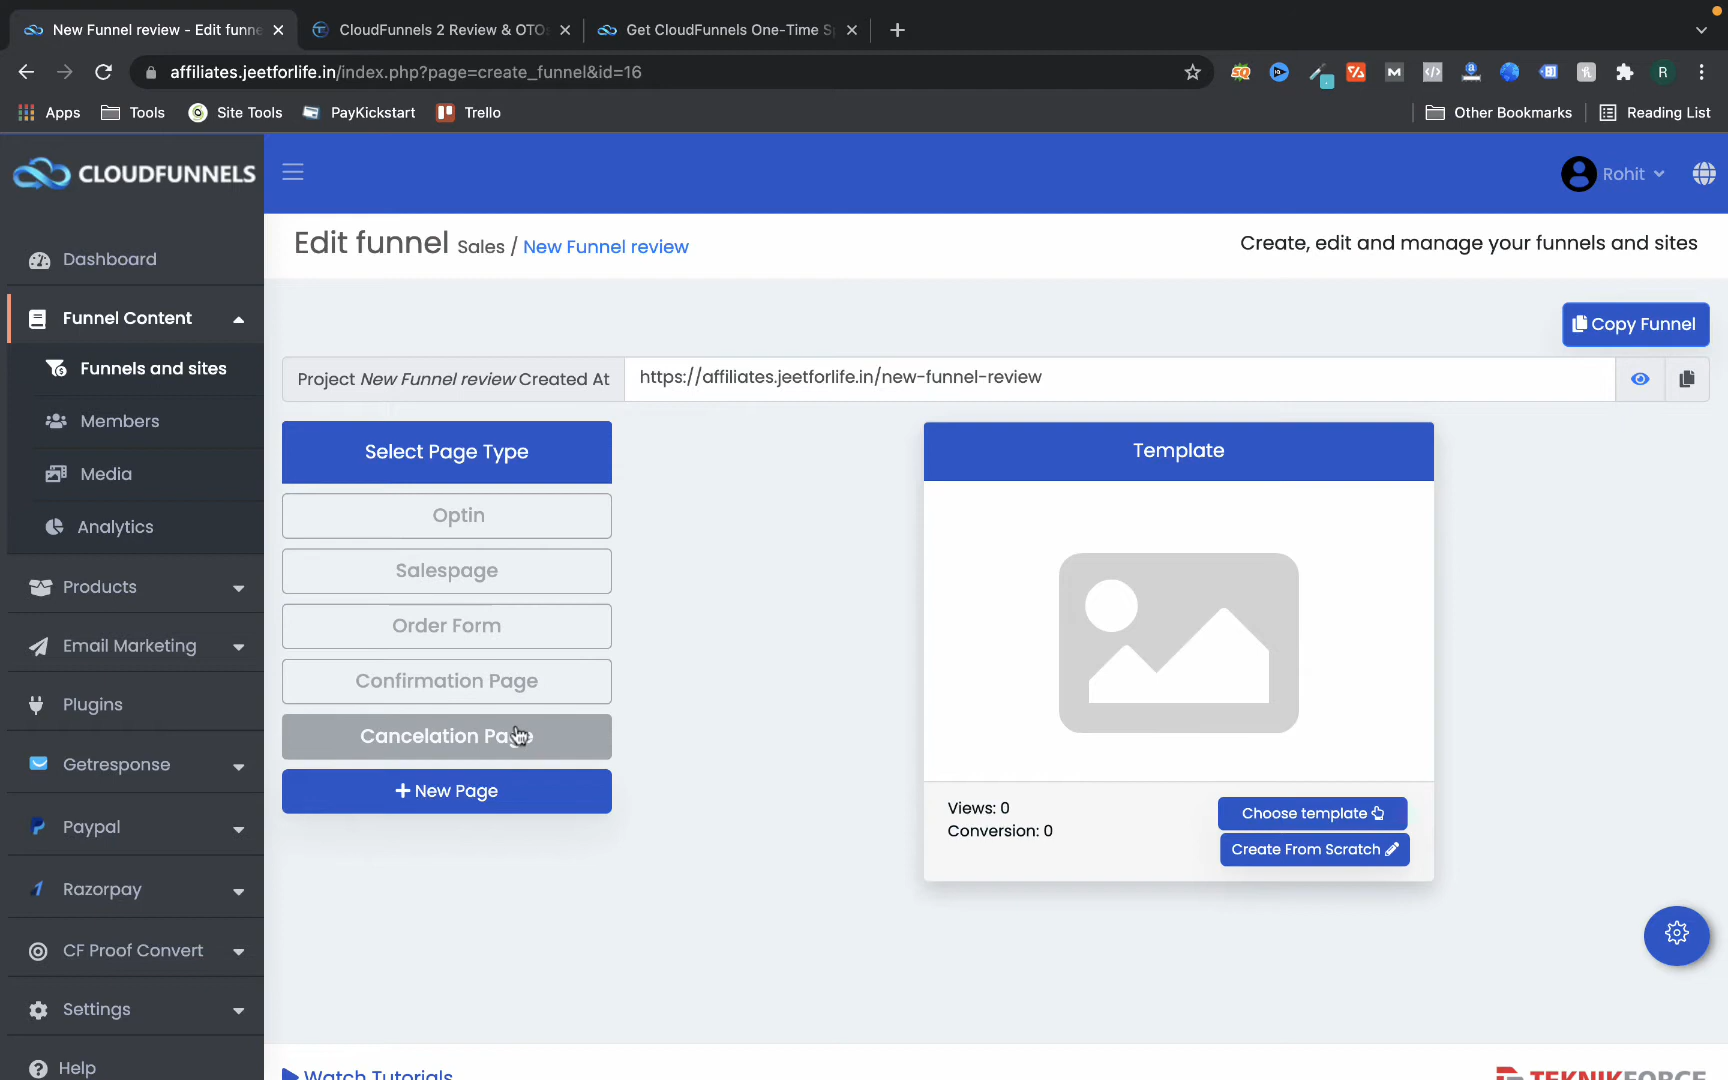 New Funnel review - Edit funne
CloudFunnels 2 Review & OTO
Get CloudFunnels One-Time S
affiliates.jeetforlife.in/index.php?page=create_funnel&id=16
R
Apps
Tools
Site Tools
PayKickstart
Trello
Other Bookmarks
Reading List
CLOUDFUNNELS
Rohit
Edit funnel Sales / New Funnel review
Create, edit and manage your funnels and sites
Dashboard
Funnel Content
Funnels and sites
Members
Media
Analytics
Products
Email Marketing
Plugins
Getresponse
Paypal
Razorpay
CF Proof Convert
Settings
Help
Copy Funnel
Project New Funnel review Created At
https://affiliates.jeetforlife.in/new-funnel-review
Select Page Type
Optin
Salespage
Order Form
Confirmation Page
Cancelation Page
+ New Page
Template
Views: 0
Conversion: 0
Choose template
Create From Scratch
Watch Tutorials
TEKNIKFORCE